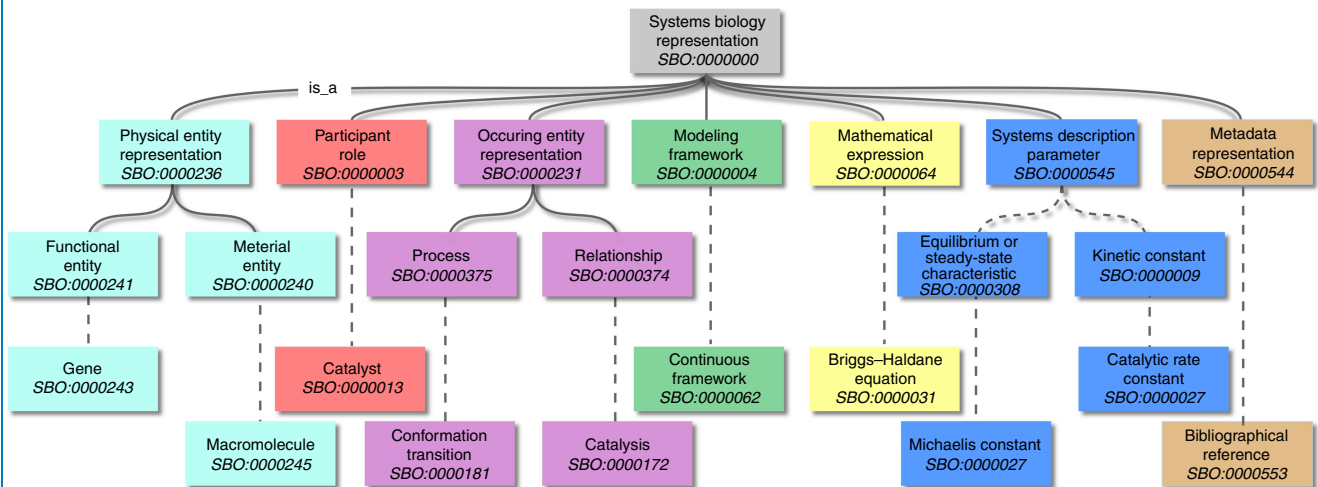 Systems biology
representation
SBO:0000000
is_a
Physical entity
representation
SBO:0000236
Participant
role
SBO:0000003
Occuring entity
representation
SBO:0000231
Modeling
framework
SBO:0000004
Mathematical
expression
SBO:0000064
Systems description
parameter
SBO:0000545
Metadata
representation
SBO:0000544
Functional
entity
SBO:0000241
Meterial
entity
SBO:0000240
Process
SBO:0000375
Relationship
SBO:0000374
Equilibrium or
steady-state
characteristic
SBO:0000308
Kinetic constant
SBO:0000009
Gene
SBO:0000243
Catalyst
SBO:0000013
Continuous
framework
SBO:0000062
Briggs–Haldane
equation
SBO:0000031
Catalytic rate
constant
SBO:0000027
Macromolecule
SBO:0000245
Conformation
transition
SBO:0000181
Catalysis
SBO:0000172
Michaelis constant
SBO:0000027
Bibliographical
reference
SBO:0000553